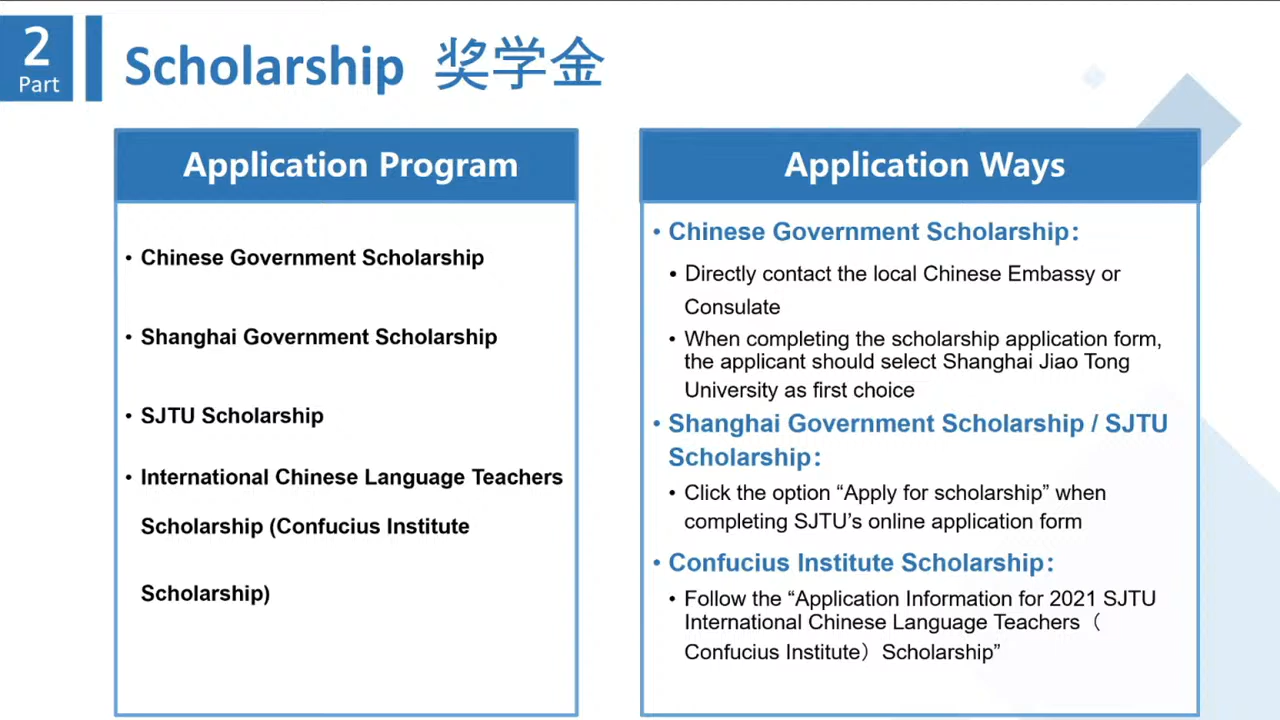 2
Part
Scholarship 奖学金
Application Program
• Chinese Government Scholarship
• Shanghai Government Scholarship
• SJTU Scholarship
• International Chinese Language Teachers
Scholarship (Confucius Institute
Scholarship)
Application Ways
• Chinese Government Scholarship：
• Directly contact the local Chinese Embassy or
Consulate
• When completing the scholarship application form,
the applicant should select Shanghai Jiao Tong
University as first choice
• Shanghai Government Scholarship / SJTU
Scholarship：
• Click the option “Apply for scholarship” when
completing SJTU’s online application form
• Confucius Institute Scholarship：
• Follow the “Application Information for 2021 SJTU
International Chinese Language Teachers（
Confucius Institute）Scholarship”